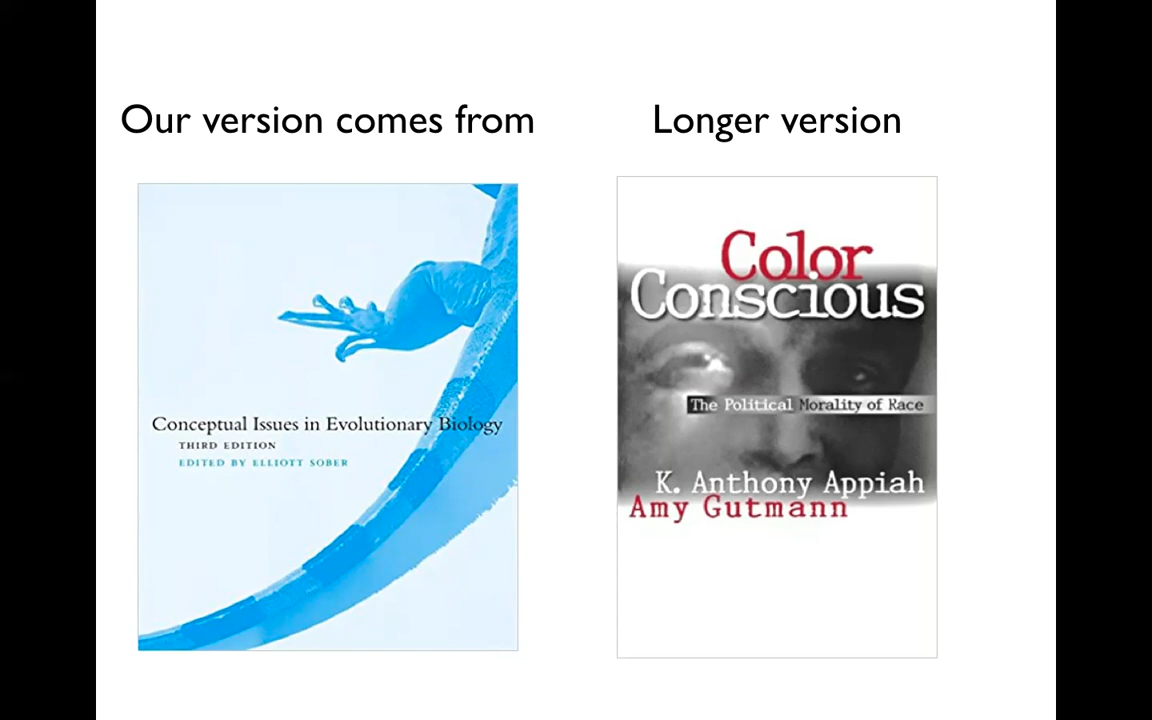 Our version comes from
Longer version
Conceptual Issues in Evolutionary Biology
THIRD EDITION
EDITED BY ELLIOTT SOBER
Color
Conscious
The Political Morality of Race
K. Anthony Appiah
Amy Gutmann